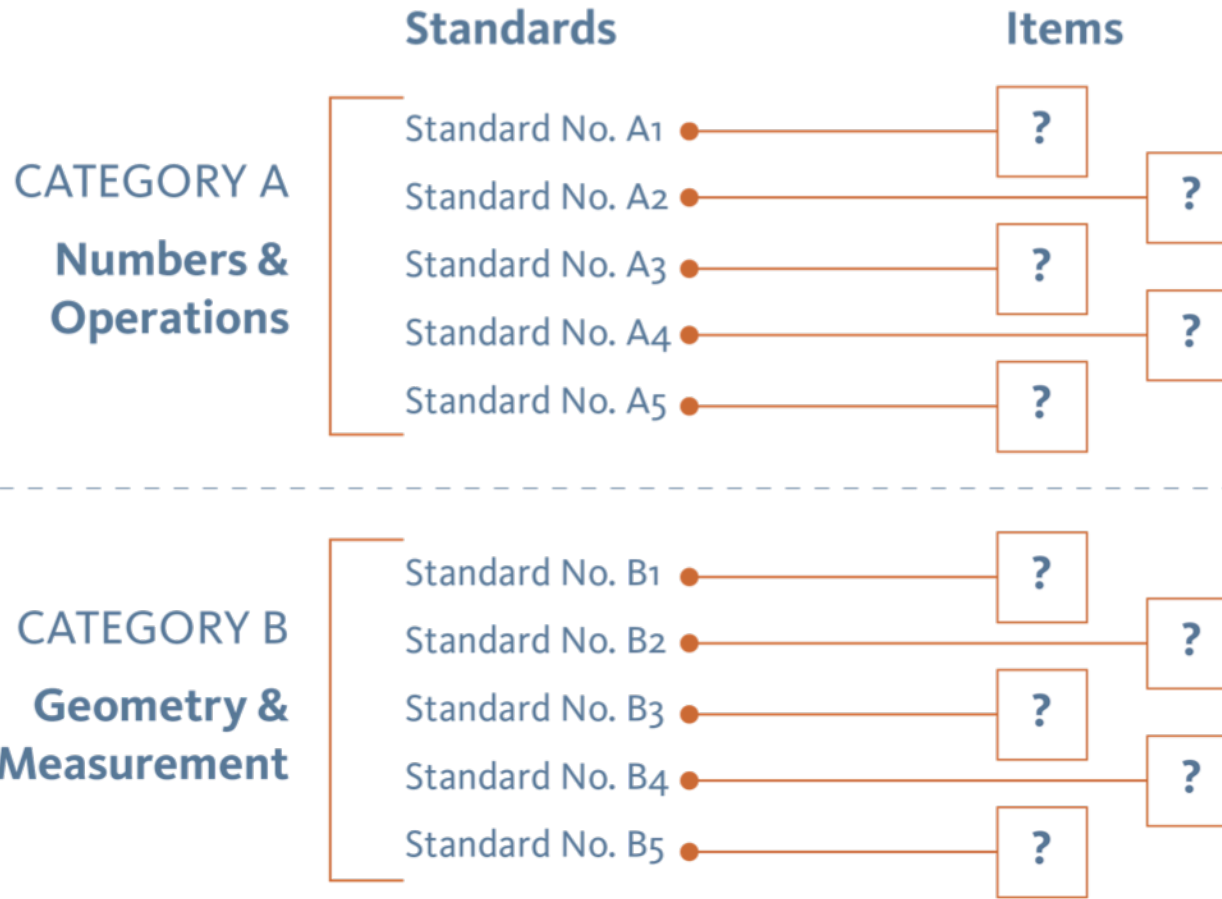 Standards Items
Standard No. A1 ?
CATEGORY A
Standard No. A2 ?
Numbers &
Operations
Standard No. A3 ?
Standard No. A4 ?
Standard No. A5 ?
Standard No. B1 ?
CATEGORY B
Standard No. B2 ?
Geometry &
Measurement
Standard No. B3 ?
Standard No. B4 ?
Standard No. B5 ?